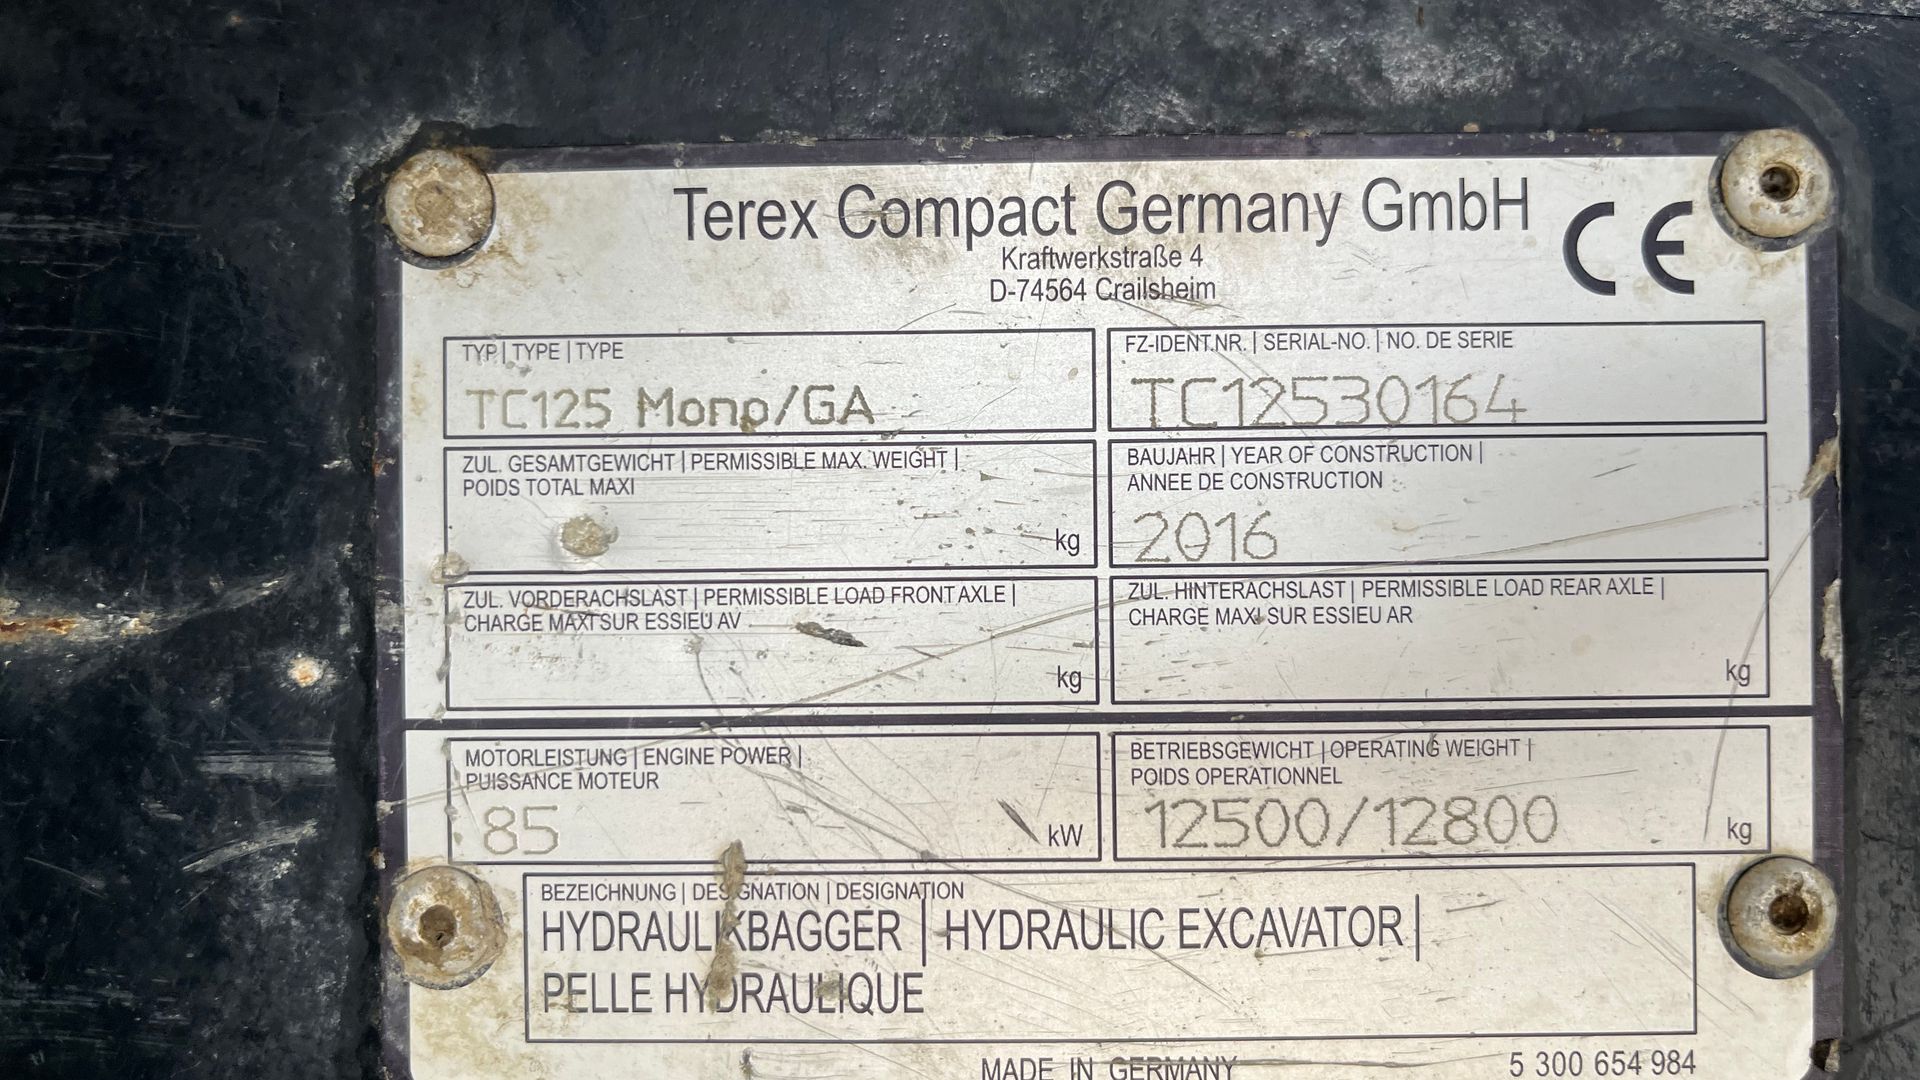 Terex Compact Germany GmbH
Kraftwerkstraße 4
D-74564 Crailsheim
CE
TYP | TYPE | TYPE
TC125 Mono/GA
FZ-IDENT.NR. | SERIAL-NO. | NO. DE SERIE
TC12530164
ZUL. GESAMTGEWICHT | PERMISSIBLE MAX. WEIGHT |
POIDS TOTAL MAXI
kg
BAUJAHR | YEAR OF CONSTRUCTION |
ANNEE DE CONSTRUCTION
2016
ZUL. VORDERACHSLAST | PERMISSIBLE LOAD FRONT AXLE |
CHARGE MAXI SUR ESSIEU AV
kg
ZUL. HINTERACHSLAST | PERMISSIBLE LOAD REAR AXLE |
CHARGE MAXI SUR ESSIEU AR
kg
MOTORLEISTUNG | ENGINE POWER |
PUISSANCE MOTEUR
85 kW
BETRIEBSGEWICHT | OPERATING WEIGHT |
POIDS OPERATIONNEL
12500/12800 kg
BEZEICHNUNG | DESIGNATION | DESIGNATION
HYDRAULIKBAGGER | HYDRAULIC EXCAVATOR |
PELLE HYDRAULIQUE
MADE IN GERMANY
5 300 654 984